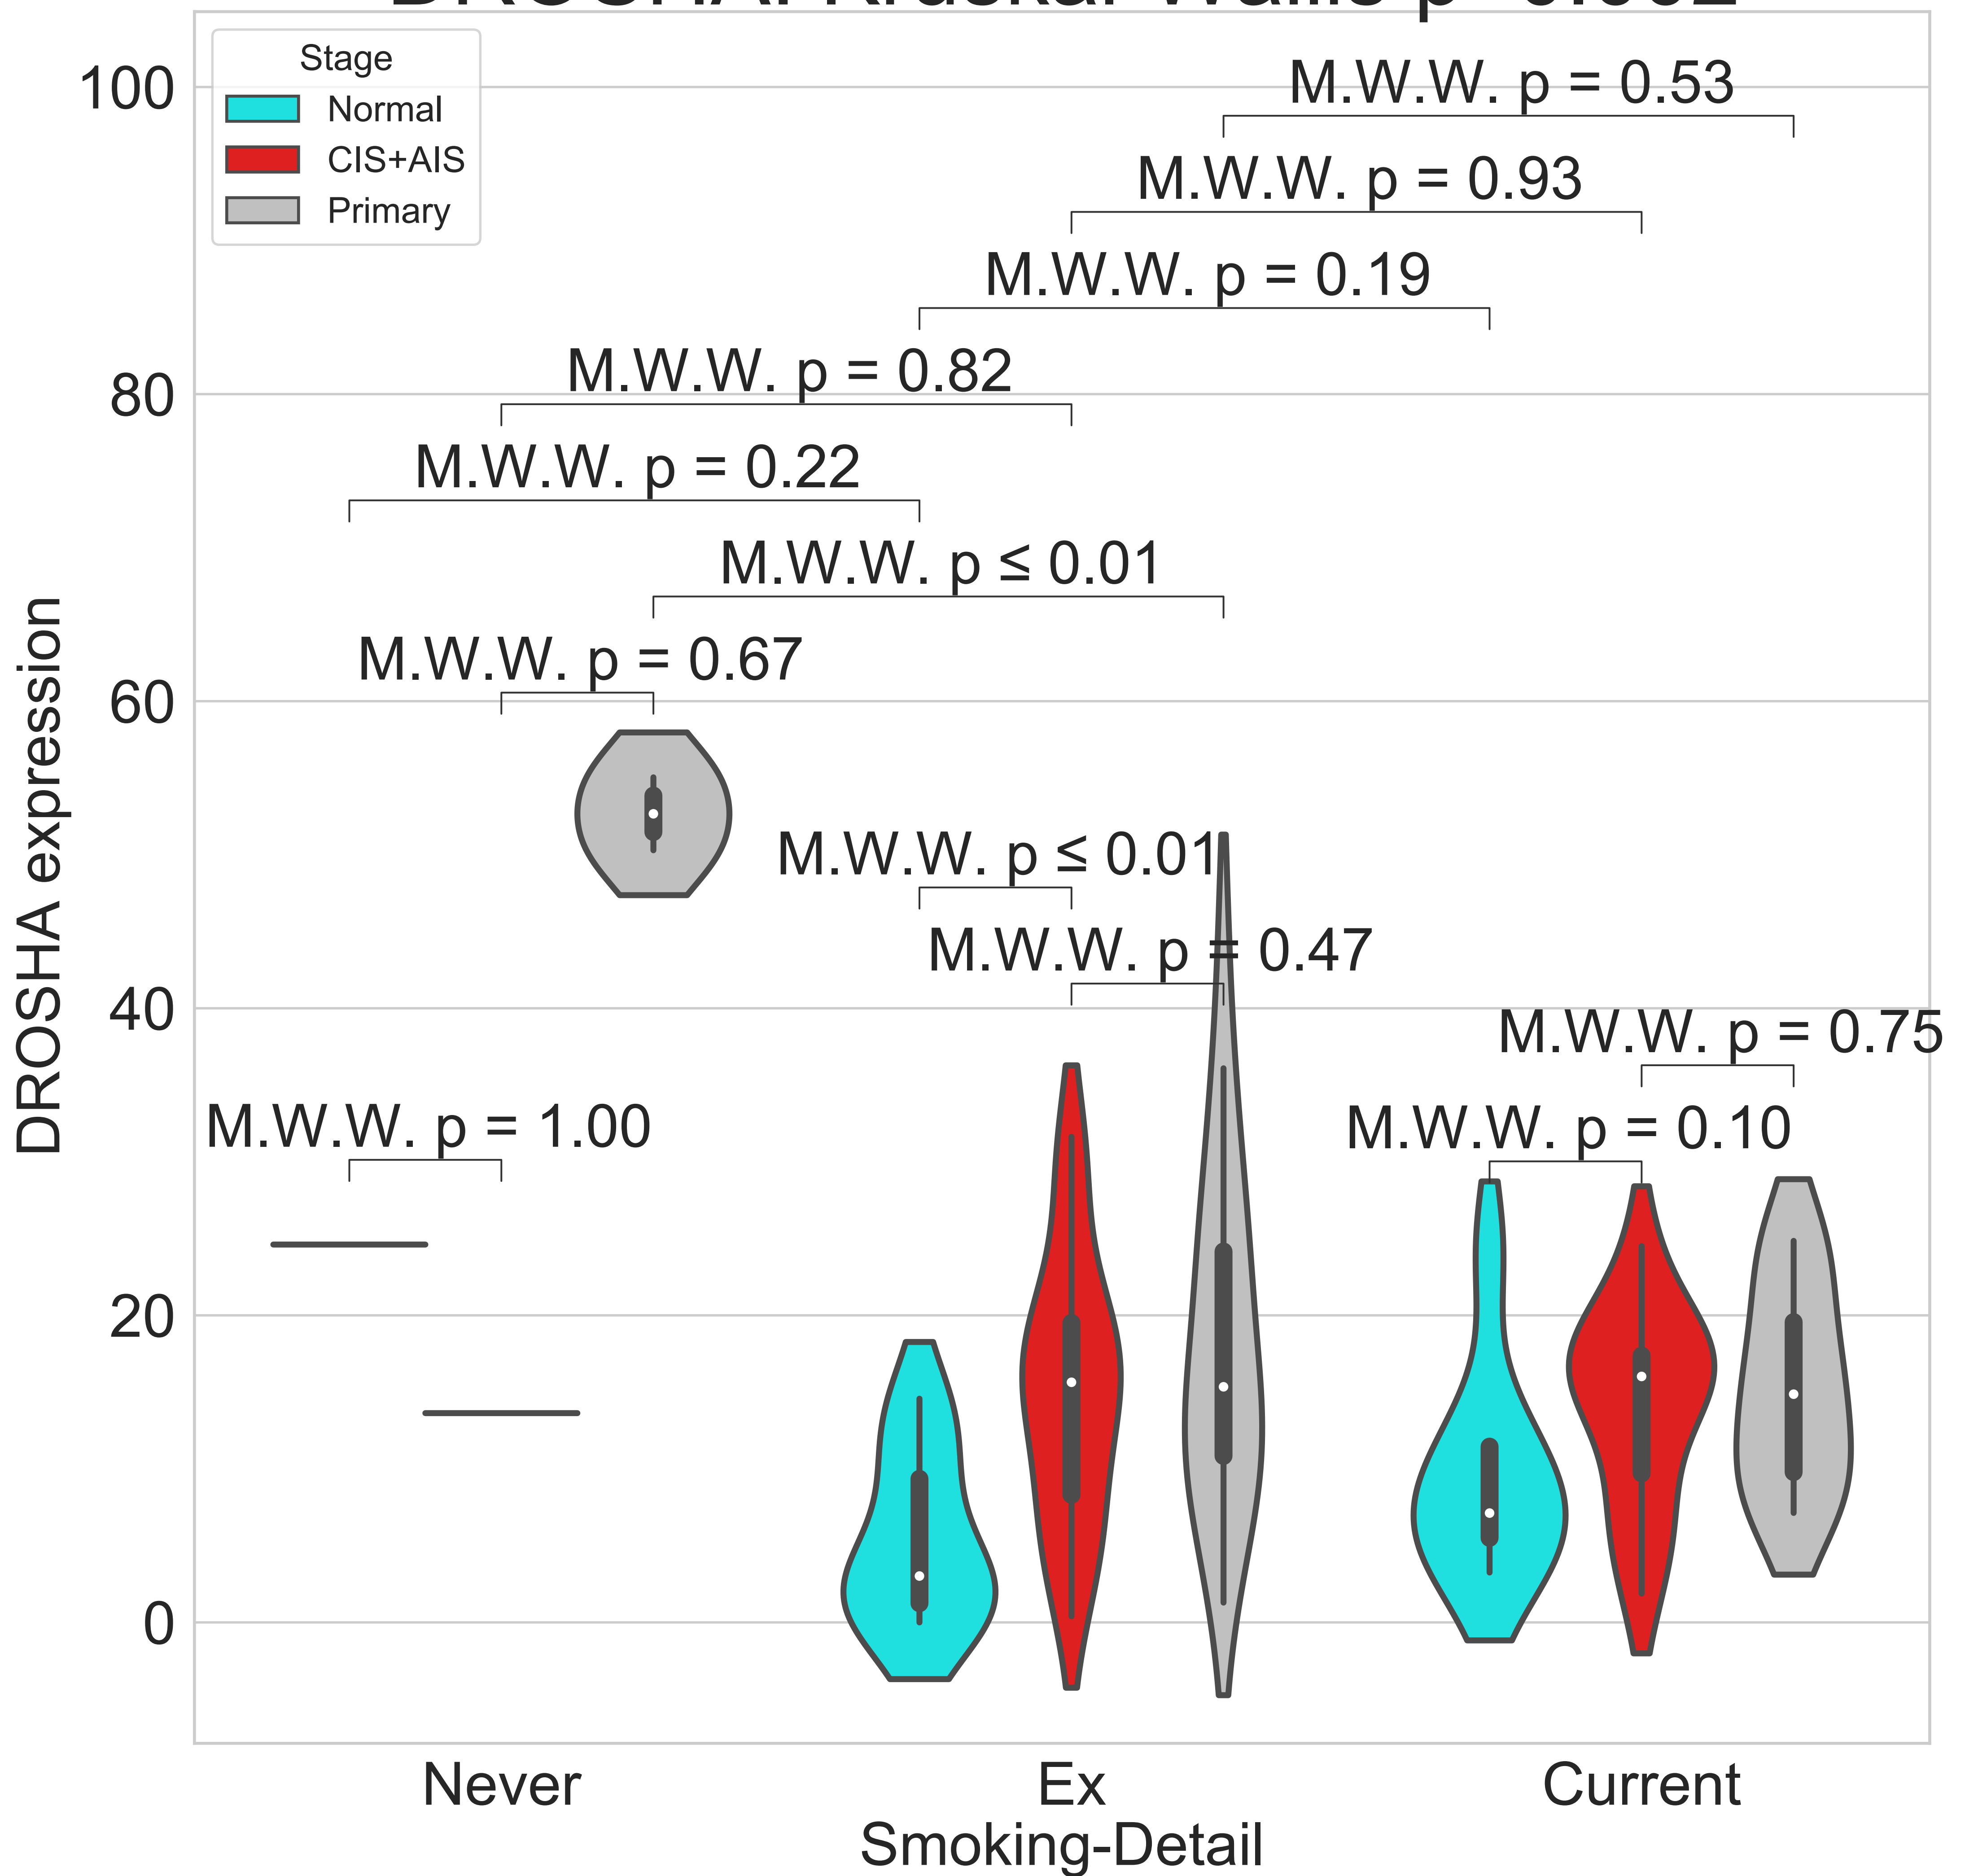 Stage
Normal
CIS+AIS
Primary
100
80
60
40
20
0
DROSHA expression
M.W.W. p = 0.53
M.W.W. p = 0.93
M.W.W. p = 0.19
M.W.W. p = 0.82
M.W.W. p = 0.22
M.W.W. p ≤ 0.01
M.W.W. p = 0.67
M.W.W. p ≤ 0.01
M.W.W. p = 0.47
M.W.W. p = 0.75
M.W.W. p = 1.00
M.W.W. p = 0.10
Never
Ex
Current
Smoking-Detail